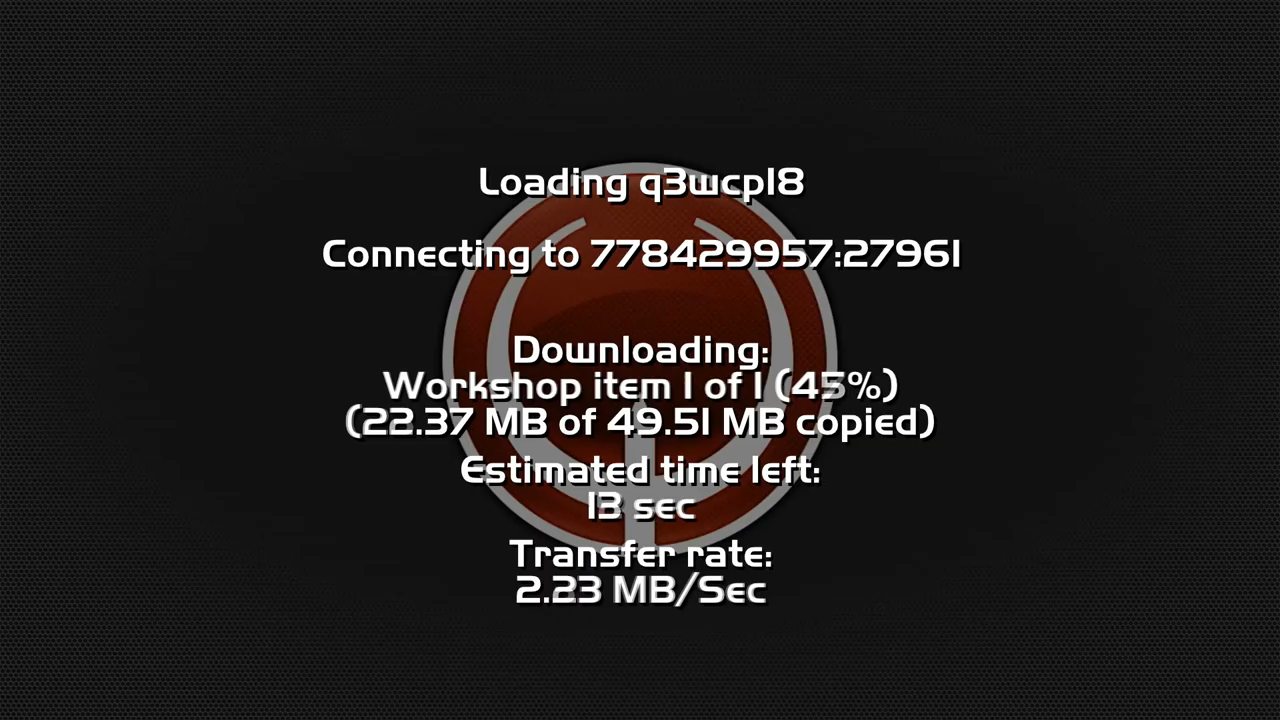 Loading q3wcp18
Connecting to 778429957:27961
Downloading:
Workshop item 1 of 1 (45%)
(22.37 MB of 49.51 MB copied)
Estimated time left:
13 sec
Transfer rate:
2.23 MB/Sec